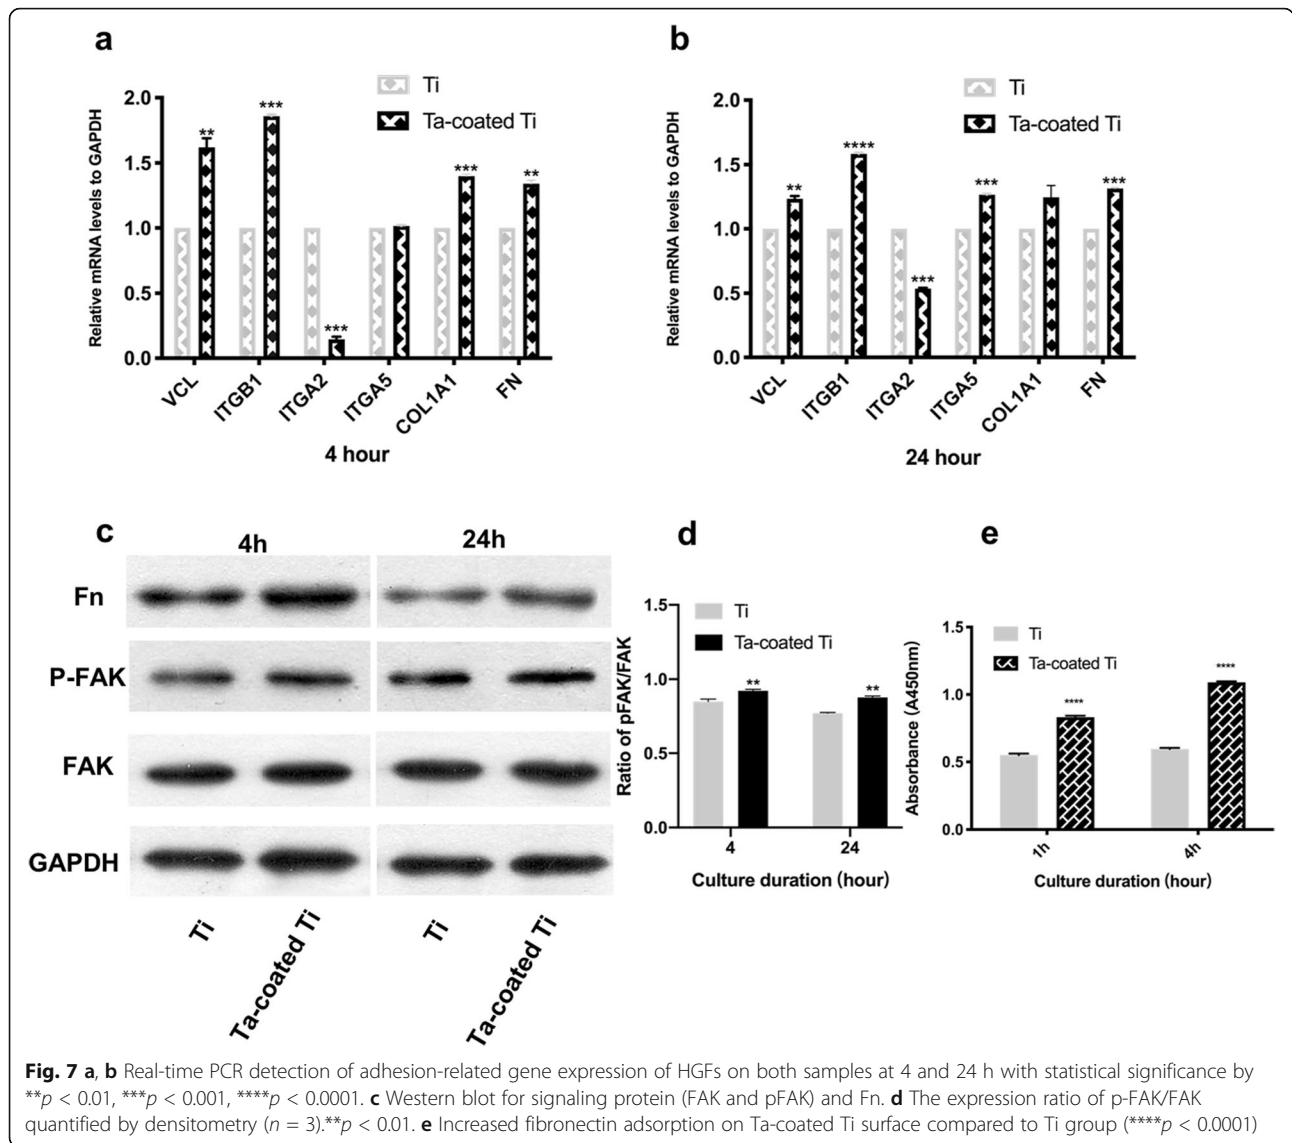 a
Ti
Ta-coated Ti
Relative mRNA levels to GAPDH
2.0
1.5
1.0
0.5
0.0
**
***
***
***
**
VCL
ITGB1
ITGA2
ITGA5
COL1A1
FN
4 hour
b
Ti
Ta-coated Ti
Relative mRNA levels to GAPDH
2.0
1.5
1.0
0.5
0.0
**
****
***
***
***
VCL
ITGB1
ITGA2
ITGA5
COL1A1
FN
24 hour
c
4h
24h
Fn
P-FAK
FAK
GAPDH
Ti
Ta-coated Ti
Ti
Ta-coated Ti
d
Ti
Ta-coated Ti
Ratio of pFAK/FAK
1.5
1.0
0.5
0.0
**
**
4
24
Culture duration (hour)
e
Ti
Ta-coated Ti
Absorbance (A450nm)
1.5
1.0
0.5
0.0
****
****
1h
4h
Culture duration (hour)
Fig. 7 a, b Real-time PCR detection of adhesion-related gene expression of HGFs on both samples at 4 and 24 h with statistical significance by
**p < 0.01, ***p < 0.001, ****p < 0.0001. c Western blot for signaling protein (FAK and pFAK) and Fn. d The expression ratio of p-FAK/FAK
quantified by densitometry (n = 3).**p < 0.01. e Increased fibronectin adsorption on Ta-coated Ti surface compared to Ti group (****p < 0.0001)